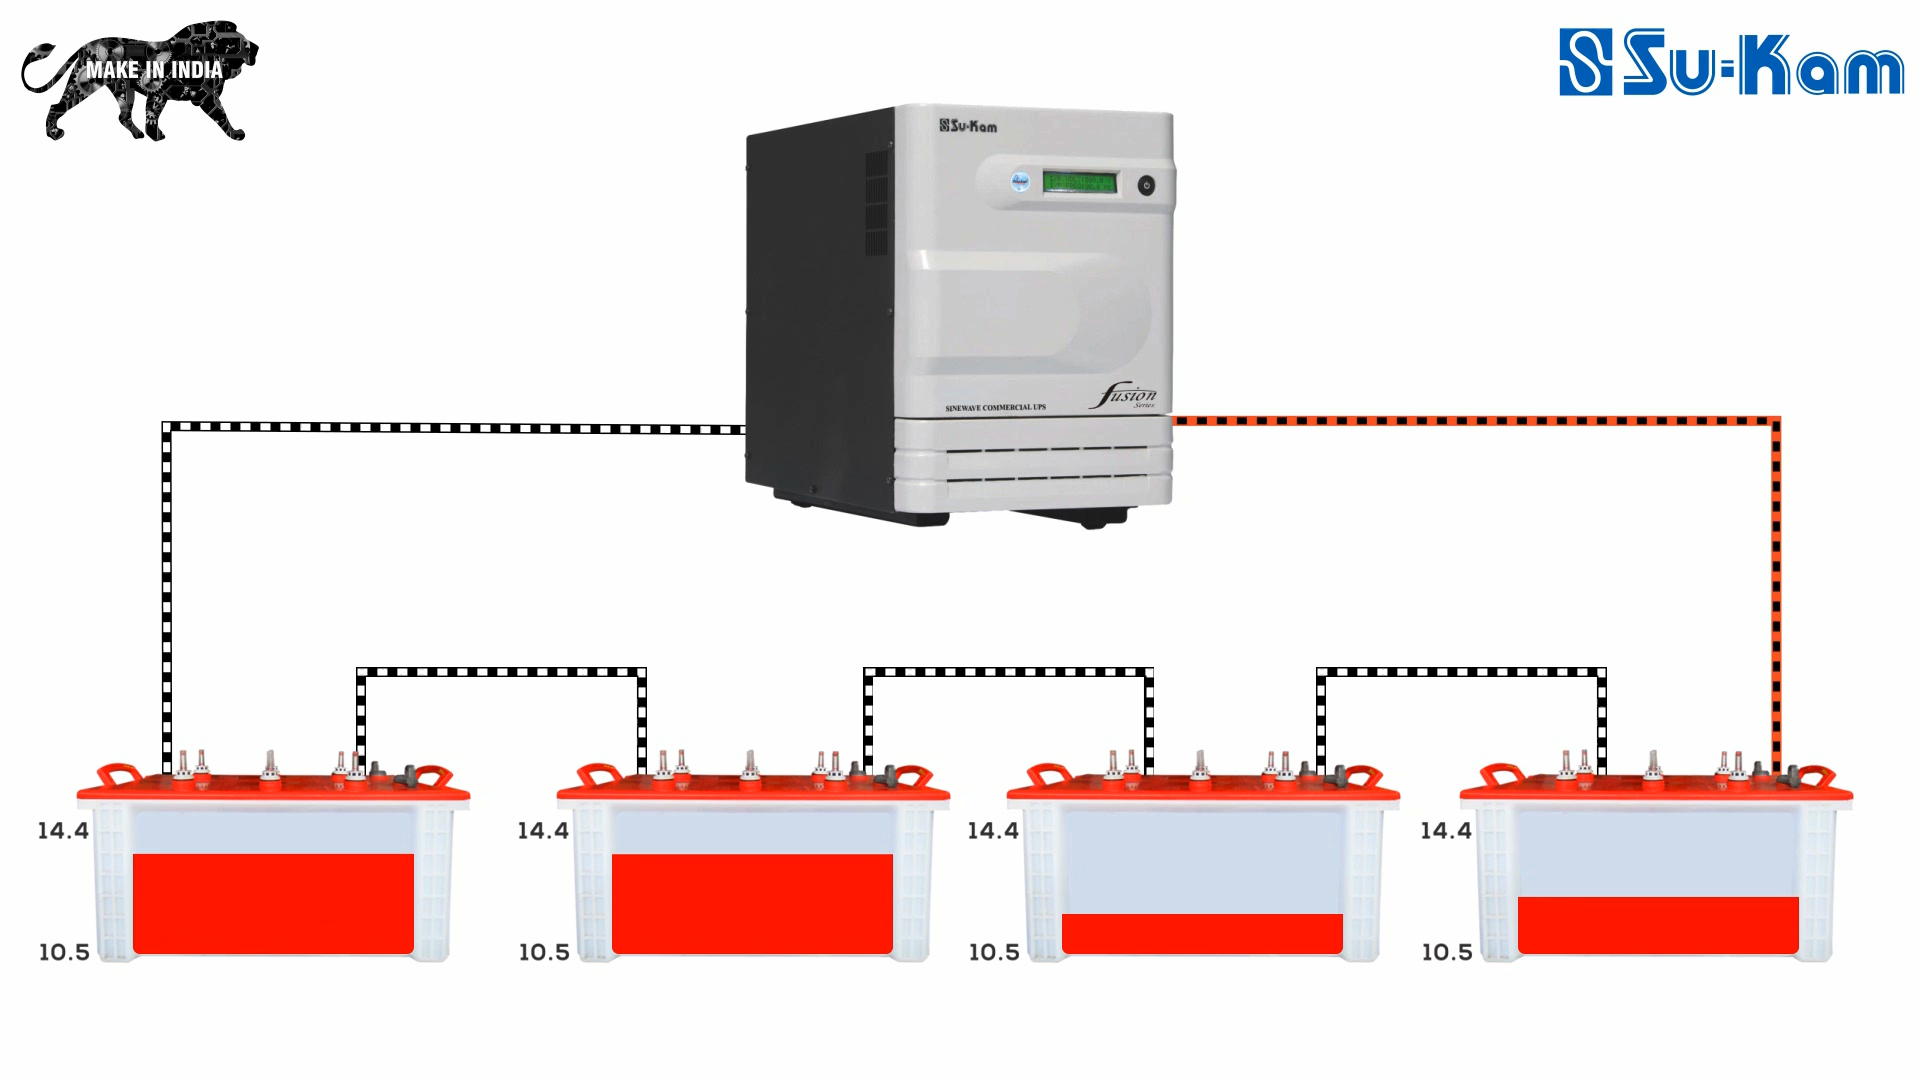 MAKE IN INDIA
Su-Kam
Su-Kam
SINEWAVE COMMERCIAL UPS
fusion
Series
14.4
14.4
14.4
14.4
10.5
10.5
10.5
10.5